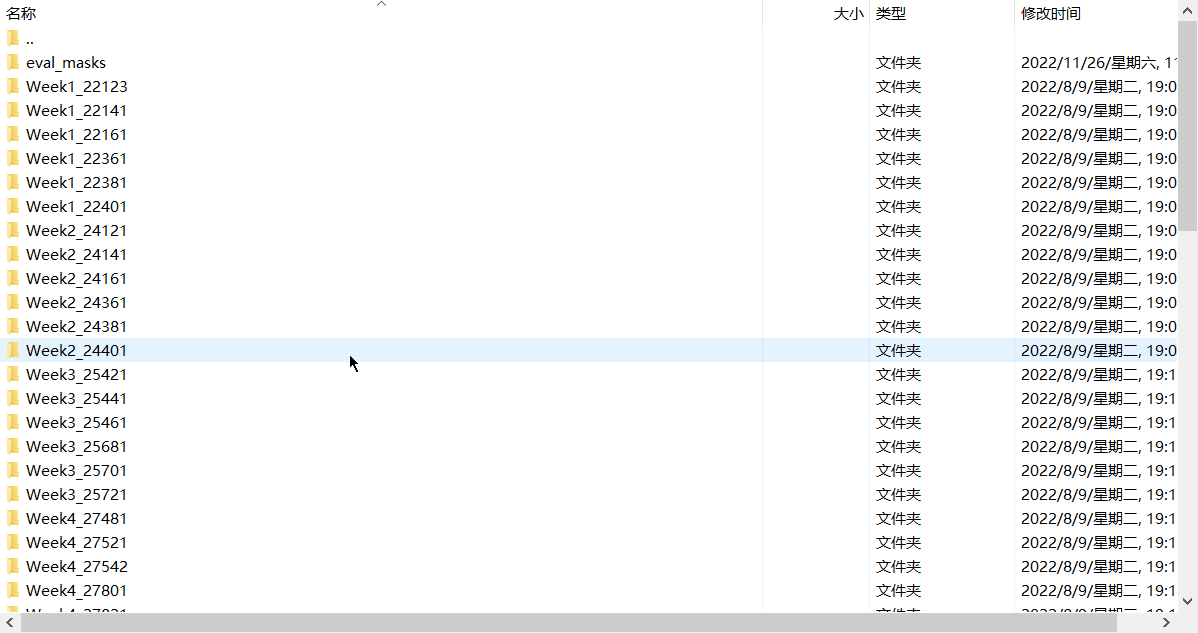 名称 大小 类型 修改时间
..
eval_masks 文件夹 2022/11/26/星期六, 11
Week1_22123 文件夹 2022/8/9/星期二, 19:0
Week1_22141 文件夹 2022/8/9/星期二, 19:0
Week1_22161 文件夹 2022/8/9/星期二, 19:0
Week1_22361 文件夹 2022/8/9/星期二, 19:0
Week1_22381 文件夹 2022/8/9/星期二, 19:0
Week1_22401 文件夹 2022/8/9/星期二, 19:0
Week2_24121 文件夹 2022/8/9/星期二, 19:0
Week2_24141 文件夹 2022/8/9/星期二, 19:0
Week2_24161 文件夹 2022/8/9/星期二, 19:0
Week2_24361 文件夹 2022/8/9/星期二, 19:0
Week2_24381 文件夹 2022/8/9/星期二, 19:0
Week2_24401 文件夹 2022/8/9/星期二, 19:0
Week3_25421 文件夹 2022/8/9/星期二, 19:1
Week3_25441 文件夹 2022/8/9/星期二, 19:1
Week3_25461 文件夹 2022/8/9/星期二, 19:1
Week3_25681 文件夹 2022/8/9/星期二, 19:1
Week3_25701 文件夹 2022/8/9/星期二, 19:1
Week3_25721 文件夹 2022/8/9/星期二, 19:1
Week4_27481 文件夹 2022/8/9/星期二, 19:1
Week4_27521 文件夹 2022/8/9/星期二, 19:1
Week4_27542 文件夹 2022/8/9/星期二, 19:1
Week4_27801 文件夹 2022/8/9/星期二, 19:1